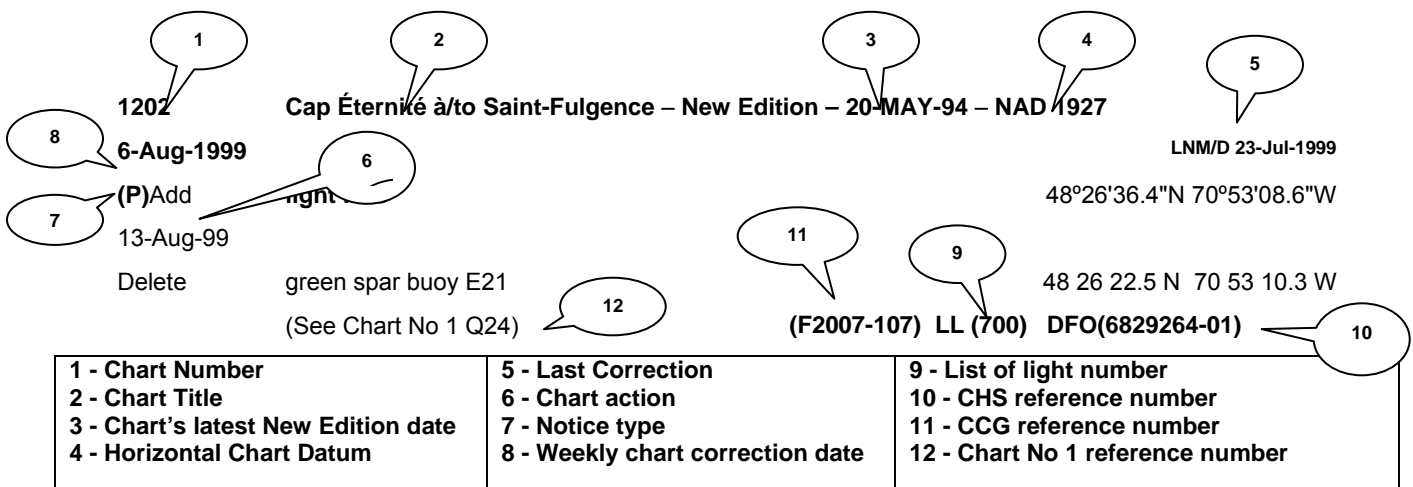 1 2 3 4 5
1202 Cap Éternité à/to Saint-Fulgence – New Edition – 20-MAY-94 – NAD 1927
8 6-Aug-1999 6 LNM/D 23-Jul-1999
(P)Add light 48º26'36.4"N 70º53'08.6"W
7 13-Aug-99 11 9
Delete green spar buoy E21 48 26 22.5 N 70 53 10.3 W
12
(See Chart No 1 Q24) (F2007-107) LL (700) DFO(6829264-01) 10
1 - Chart Number
2 - Chart Title
3 - Chart’s latest New Edition date
4 - Horizontal Chart Datum
5 - Last Correction
6 - Chart action
7 - Notice type
8 - Weekly chart correction date
9 - List of light number
10 - CHS reference number
11 - CCG reference number
12 - Chart No 1 reference number